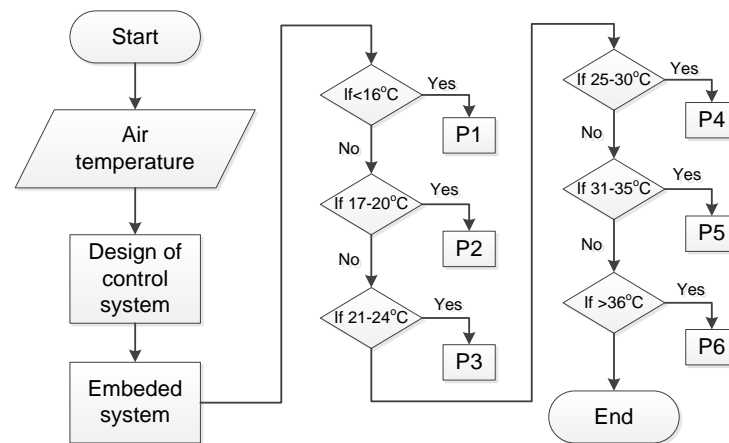 Start
Air
temperature
Design of
control
system
Embeded
system
If<16°C
Yes
P1
No
If 17-20°C
Yes
P2
No
If 21-24°C
Yes
P3
If 25-30°C
Yes
P4
No
If 31-35°C
Yes
P5
No
If >36°C
Yes
P6
End